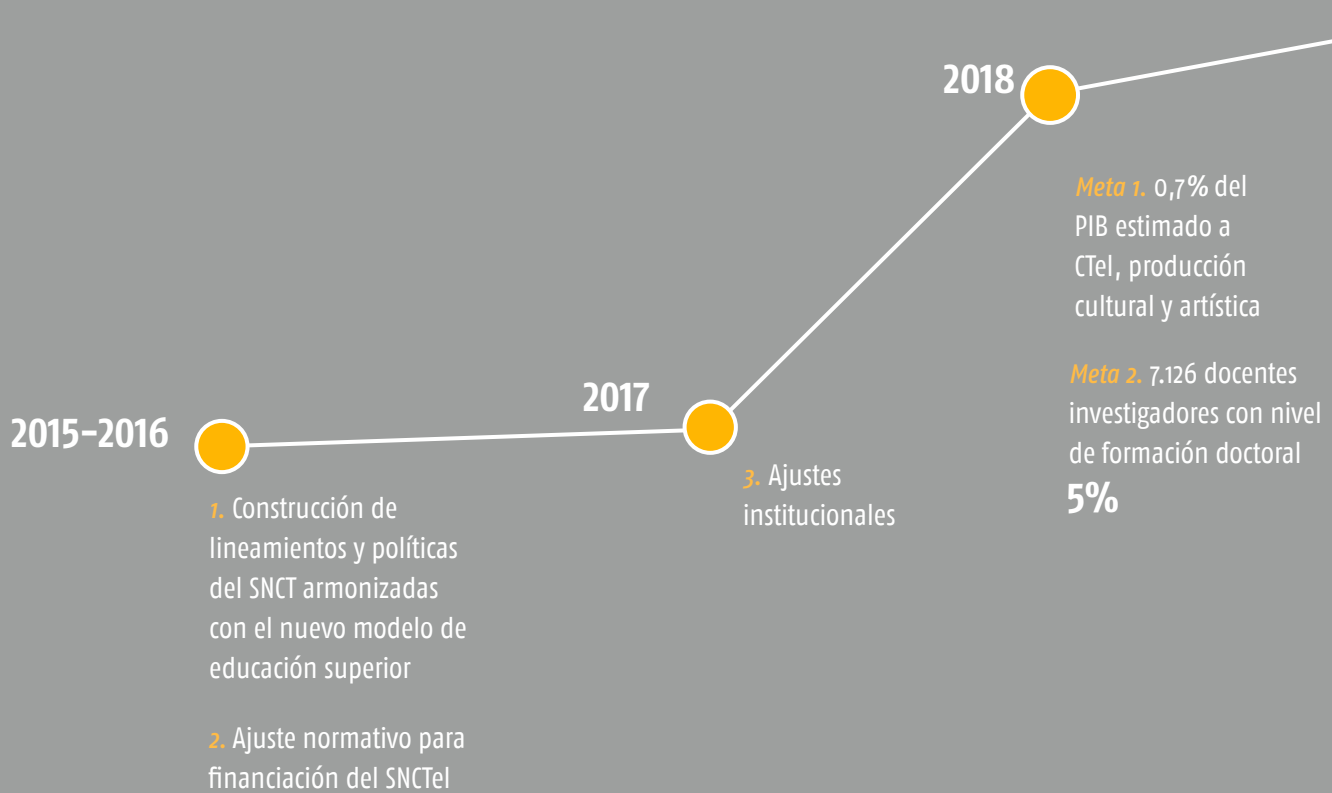 2015–2016
1. Construcción de
lineamientos y políticas
del SNCT armonizadas
con el nuevo modelo de
educación superior
2. Ajuste normativo para
financiación del SNCTeI
2017
3. Ajustes
institucionales
2018
Meta 1. 0,7% del
PIB estimado a
CTeI, producción
cultural y artística
Meta 2. 7.126 docentes
investigadores con nivel
de formación doctoral
5%